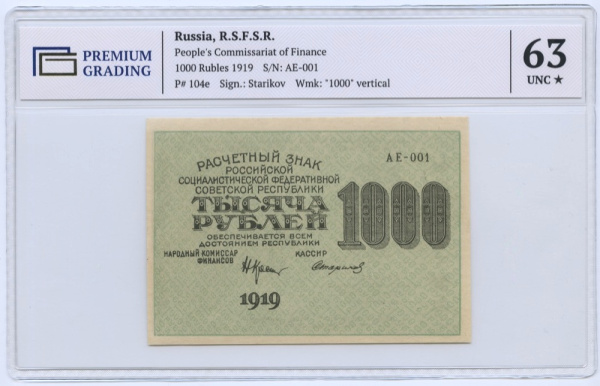 PREMIUM
GRADING
Russia, R.S.F.S.R.
People's Commissariat of Finance
1000 Rubles 1919 S/N: AE-001
P# 104e Sign.: Starikov Wmk: "1000" vertical
63
UNC ★
РАСЧЕТНЫЙ ЗНАК
РОССИЙСКОЙ
СОЦИАЛИСТИЧЕСКОЙ ФЕДЕРАТИВНОЙ
СОВЕТСКОЙ РЕСПУБЛИКИ
ТЫСЯЧА
РУБЛЕЙ
ОБЕСПЕЧИВАЕТСЯ ВСЕМ
ДОСТОЯНИЕМ РЕСПУБЛИКИ
НАРОДНЫЙ КОМИССАР
ФИНАНСОВ
КАССИР
1919
АЕ-001
1000